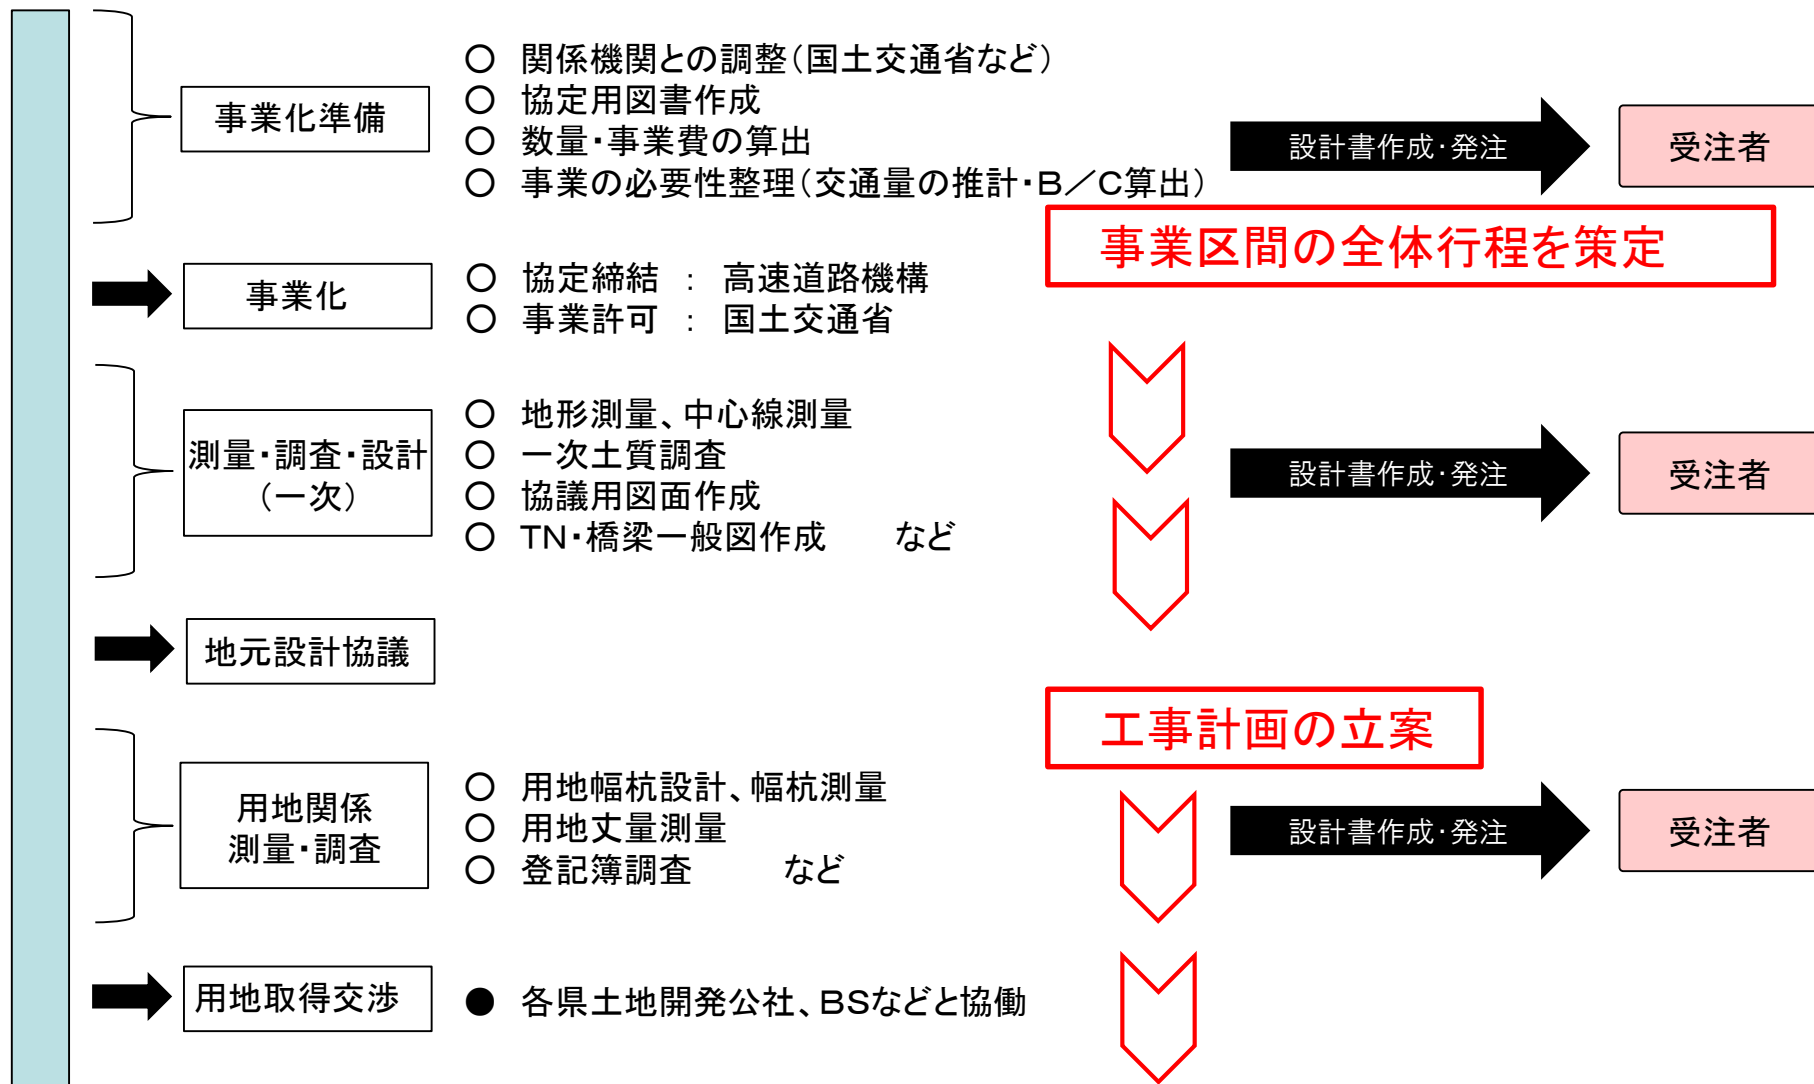 事業化準備
○ 関係機関との調整（国土交通省など）
○ 協定用図書作成
○ 数量・事業費の算出
○ 事業の必要性整理（交通量の推計・Ｂ／Ｃ算出）
設計書作成・発注
受注者
事業区間の全体行程を策定
事業化
○ 協定締結 ： 高速道路機構
○ 事業許可 ： 国土交通省
測量・調査・設計
（一次）
○ 地形測量、中心線測量
○ 一次土質調査
○ 協議用図面作成
○ TN・橋梁一般図作成 など
設計書作成・発注
受注者
地元設計協議
工事計画の立案
用地関係
測量・調査
○ 用地幅杭設計、幅杭測量
○ 用地丈量測量
○ 登記簿調査 など
設計書作成・発注
受注者
用地取得交渉
● 各県土地開発公社、BSなどと協働